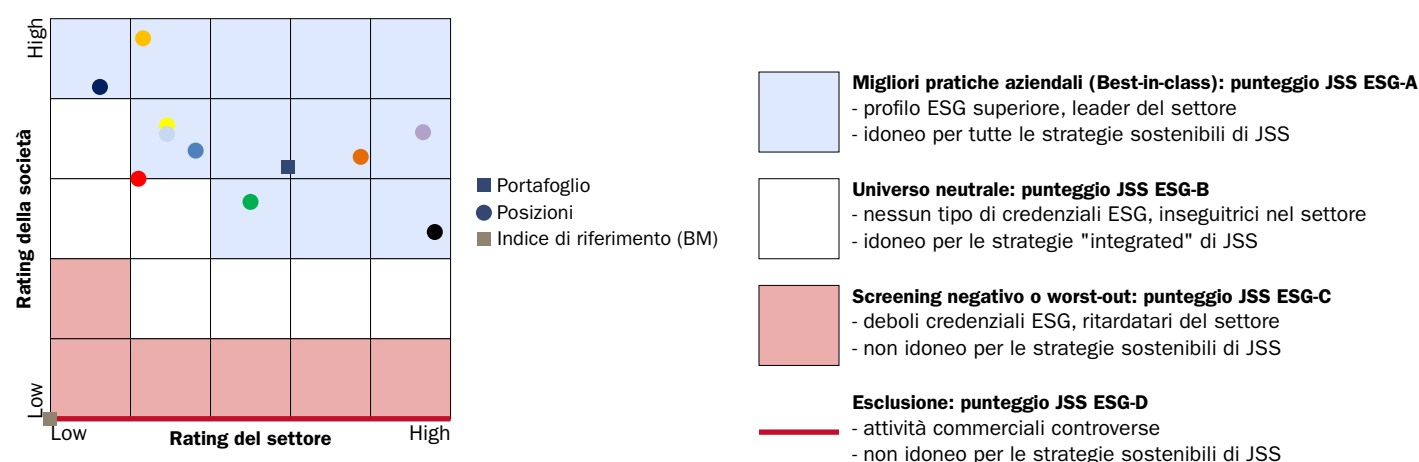 High
Rating della società
Low
Low
Rating del settore
High
Portafoglio
Posizioni
Indice di riferimento (BM)
Migliori pratiche aziendali (Best-in-class): punteggio JSS ESG-A
- profilo ESG superiore, leader del settore
- idoneo per tutte le strategie sostenibili di JSS
Universo neutrale: punteggio JSS ESG-B
- nessun tipo di credenziali ESG, inseguitrici nel settore
- idoneo per le strategie "integrated" di JSS
Screening negativo o worst-out: punteggio JSS ESG-C
- deboli credenziali ESG, ritardatari del settore
- non idoneo per le strategie sostenibili di JSS
Esclusione: punteggio JSS ESG-D
- attività commerciali controverse
- non idoneo per le strategie sostenibili di JSS